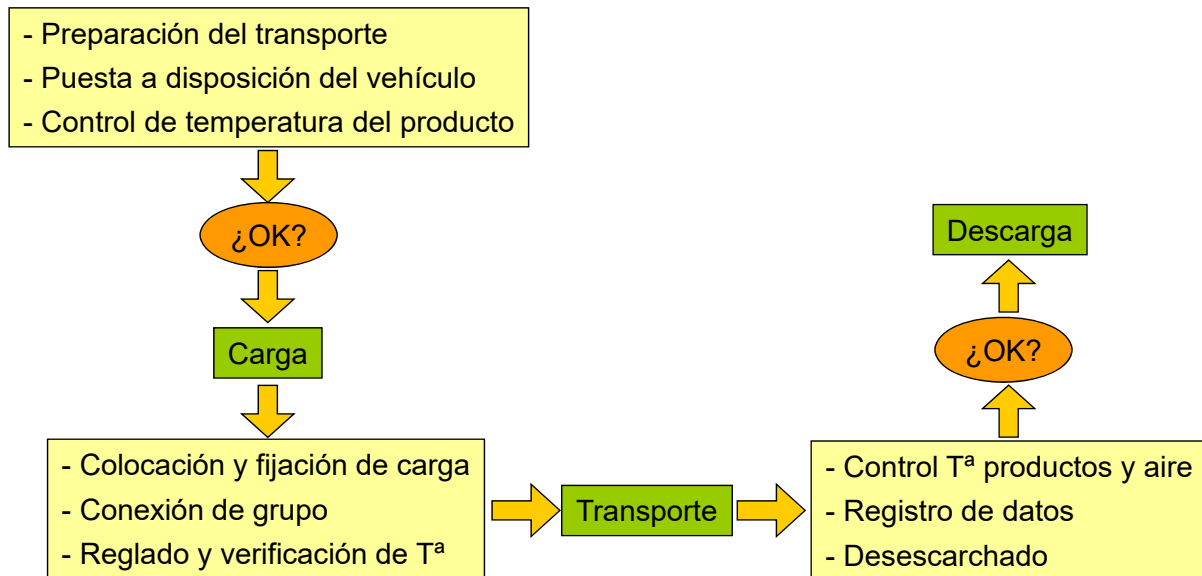 - Preparación del transporte
- Puesta a disposición del vehículo
- Control de temperatura del producto
¿OK?
Carga
- Colocación y fijación de carga
- Conexión de grupo
- Reglado y verificación de Tª
Transporte
- Control Tª productos y aire
- Registro de datos
- Desescarchado
¿OK?
Descarga